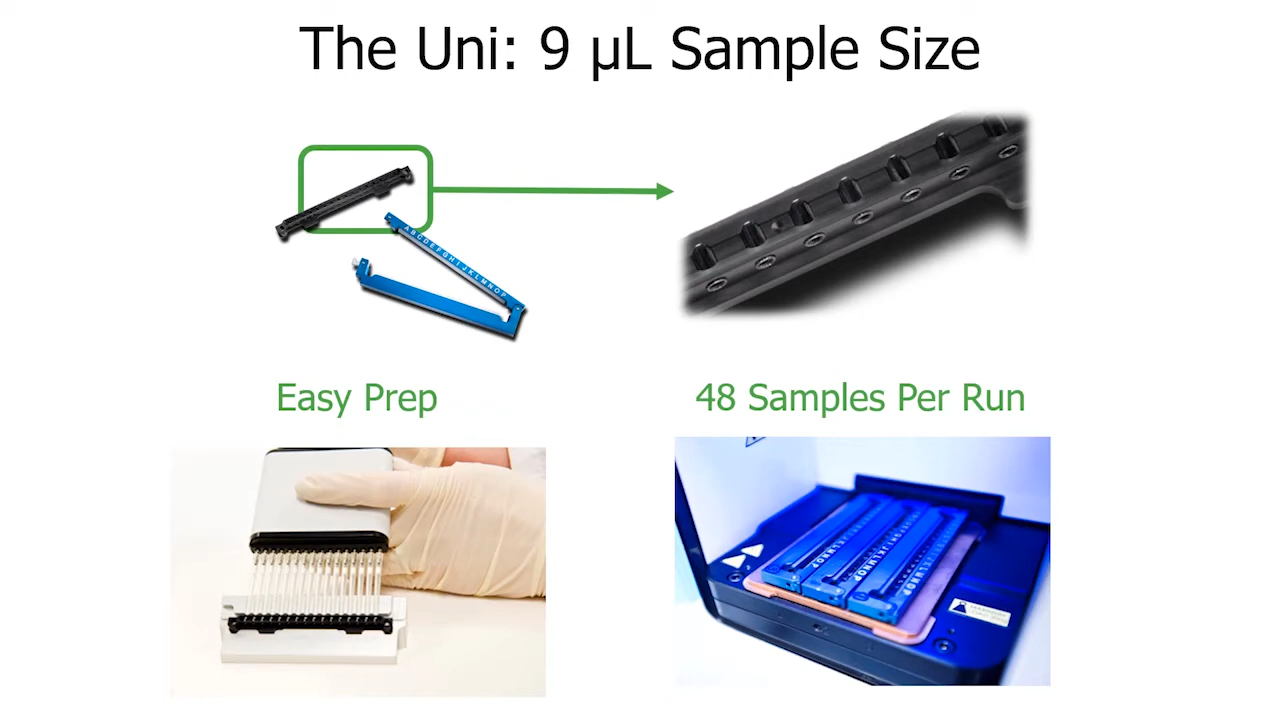 The Uni: 9 µL Sample Size
A B C D E F G H I J K L M N O P
Easy Prep
48 Samples Per Run